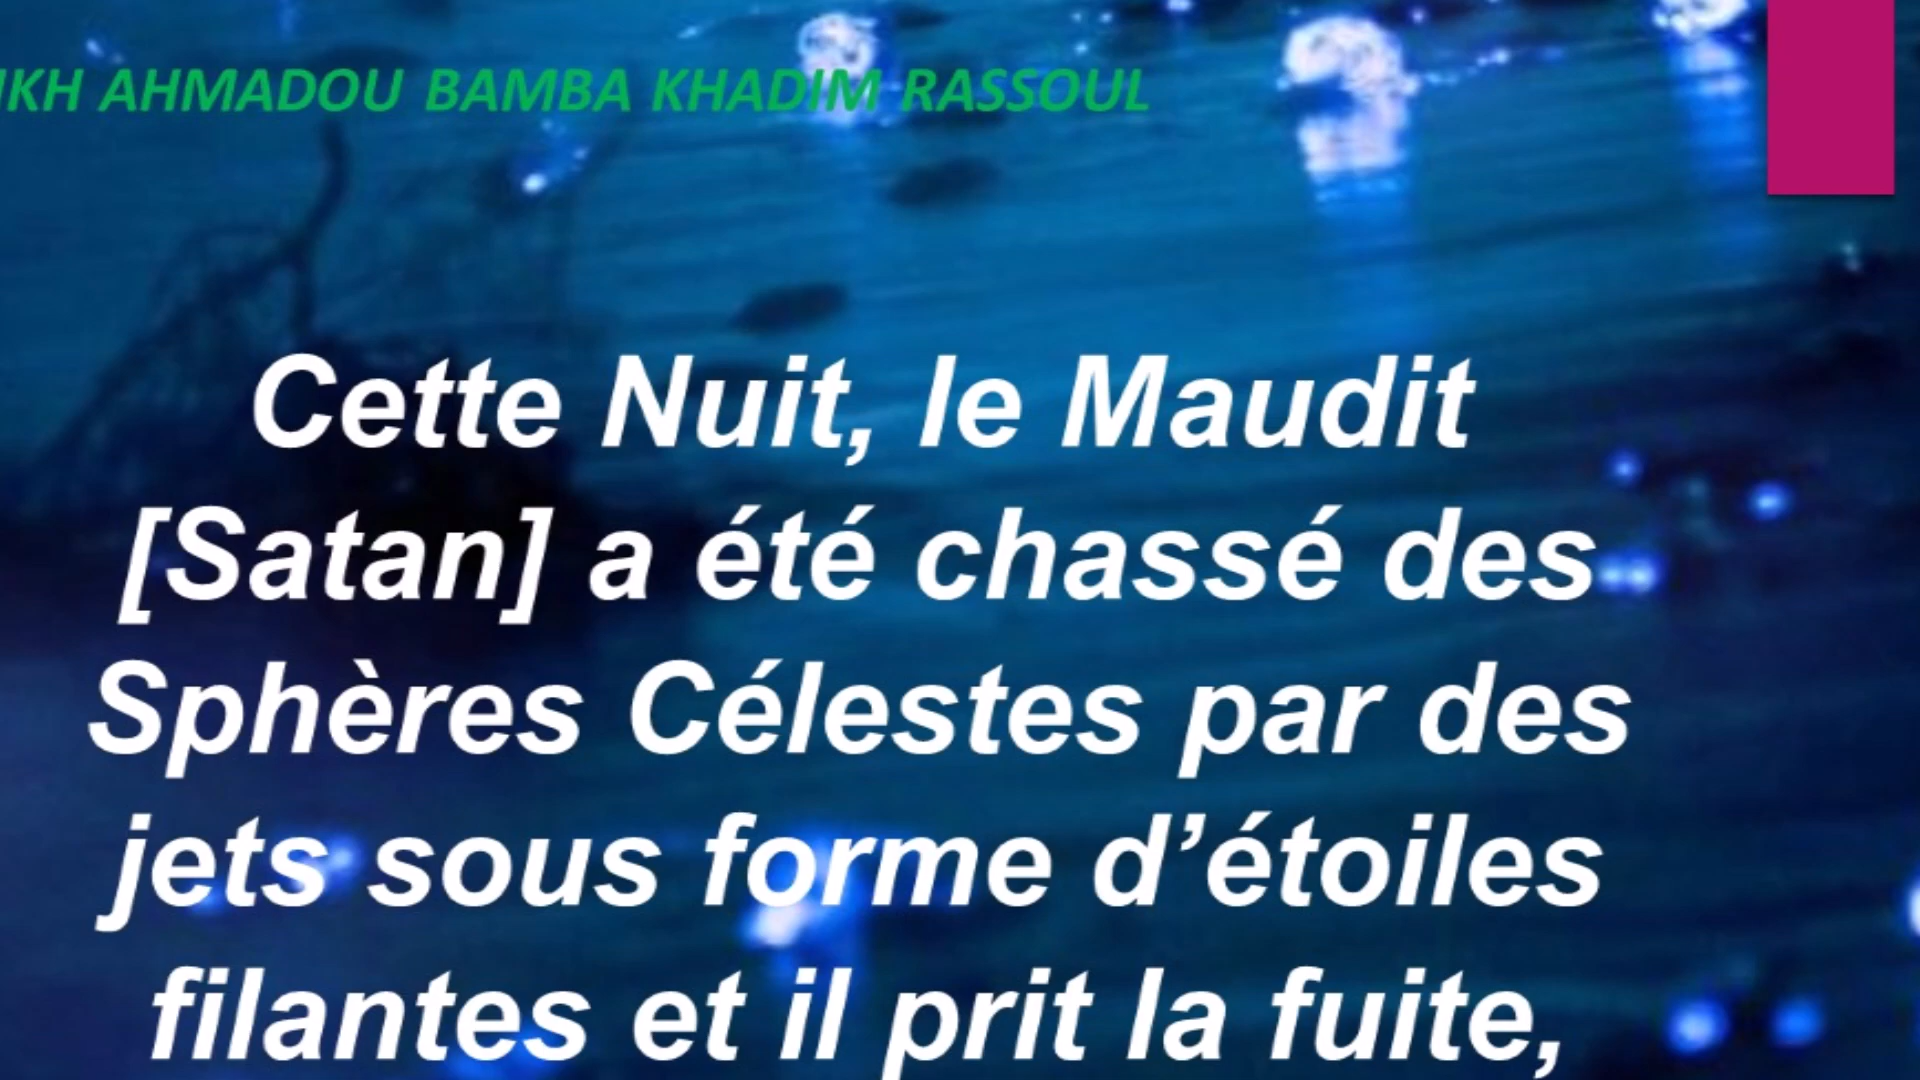 IKH AHMADOU BAMBA KHADIM RASSOUL
Cette Nuit, le Maudit
[Satan] a été chassé des
Sphères Célestes par des
jets sous forme d’étoiles
filantes et il prit la fuite,